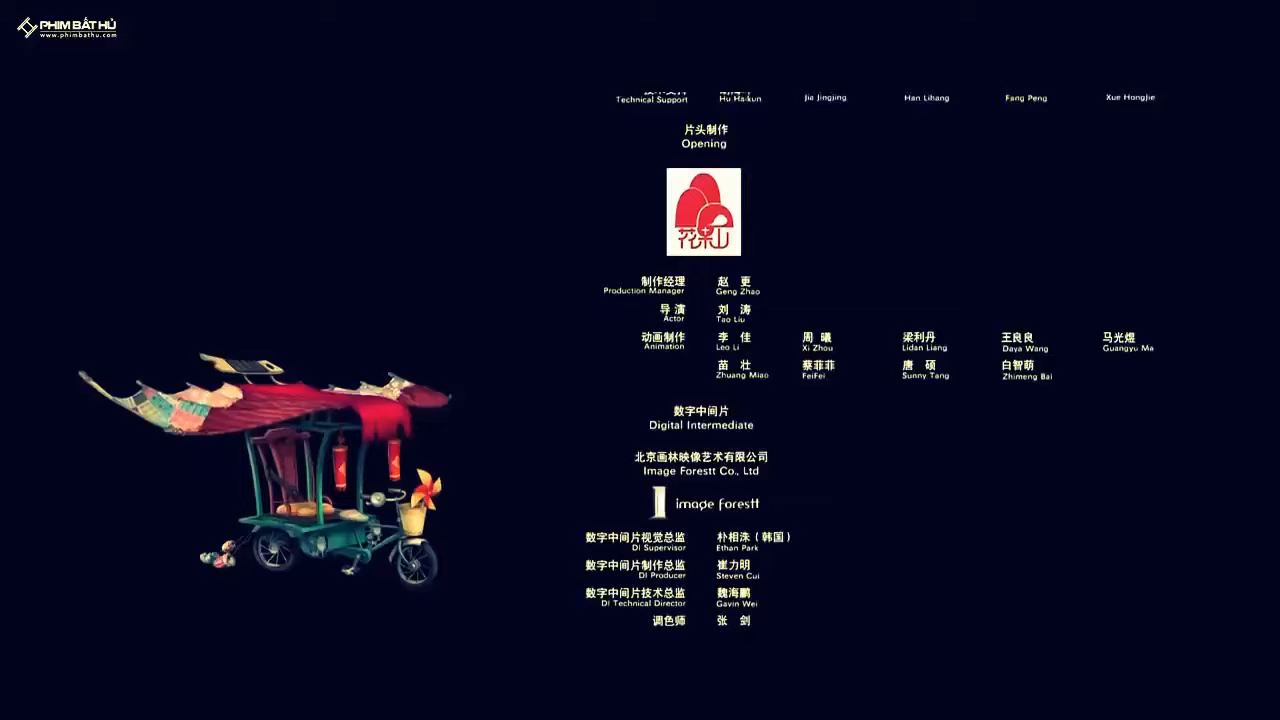 PHIM BẤT HỦ
www.phimbathu.com
Technical Support Hu Haikun Jia Jingjing Han Lihang Fang Peng Xue HongJie
片头制作
Opening
花果山
制作经理 赵 更
Production Manager Geng Zhao
导 演 刘 涛
Actor Tao Liu
动画制作 李 佳 周 曦 梁利丹 王良良 马光煜
Animation Leo Li Xi Zhou Lidan Liang Daya Wang Guangyu Ma
苗 壮 蔡菲菲 唐 硕 白智萌
Zhuang Miao FeiFei Sunny Tang Zhimeng Bai
数字中间片
Digital Intermediate
北京画林映像艺术有限公司
Image Forestt Co., Ltd
image forestt
数字中间片视觉总监 朴相洙（韩国）
DI Supervisor Ethan Park
数字中间片制作总监 崔力明
DI Producer Steven Cui
数字中间片技术总监 魏海鹏
DI Technical Director Gavin Wei
调色师 张 剑